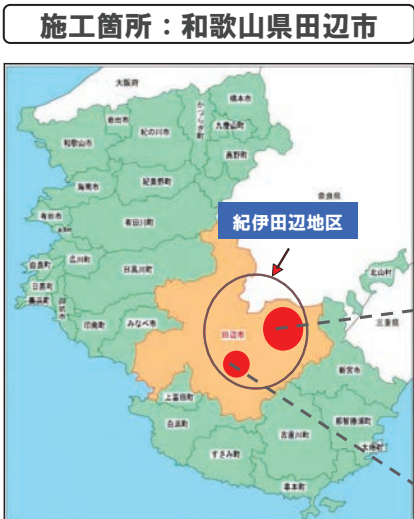 施工箇所：和歌山県田辺市
大阪府
橋本市
岩出市
かつらぎ町
九度山町
紀の川市
和歌山市
高野町
海南市
紀美野町
奈良県
有田市
有田川町
紀伊田辺地区
広川町
由良町
北山村
日高川町
日高町
美浜町
御坊市
三重県
印南町
みなべ市
田辺市
新宮市
上富田町
那智勝浦町
白浜町
古座川町
太地町
すさみ町
串本町